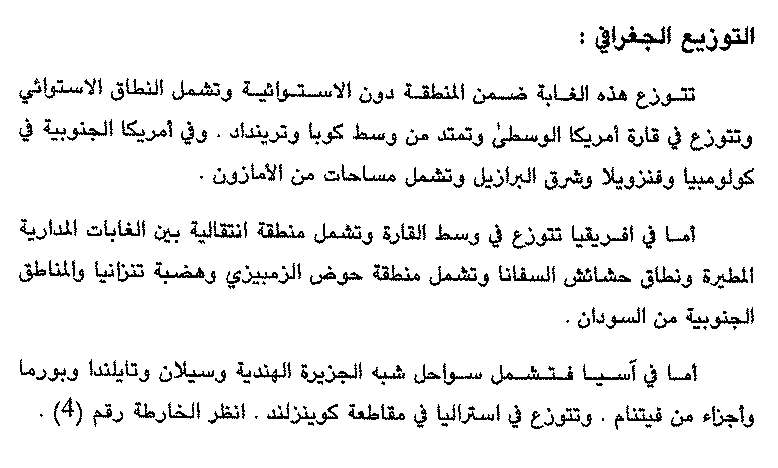 التوزيع الجغرافي :
تتوزع هذه الغابة ضمن المنطقة دون الاستوائية وتشمل النطاق الاستوائي
وتتوزع في قارة أمريكا الوسطىٰ وتمتد من وسط كوبا وترينداد . وفي أمريكا الجنوبية في
كولومبيا وفنزويلا وشرق البرازيل وتشمل مساحات من الأمازون .
أما في افريقيا تتوزع في وسط القارة وتشمل منطقة انتقالية بين الغابات المدارية
المطيرة ونطاق حشائش السفانا وتشمل منطقة حوض الزمبيزي وهضبة تنزانيا والمناطق
الجنوبية من السودان .
أما في آسيا فتشمل سواحل شبه الجزيرة الهندية وسيلان وتايلندا وبورما
وأجزاء من فيتنام . وتتوزع في استراليا في مقاطعة كوينزلند . انظر الخارطة رقم (4) .